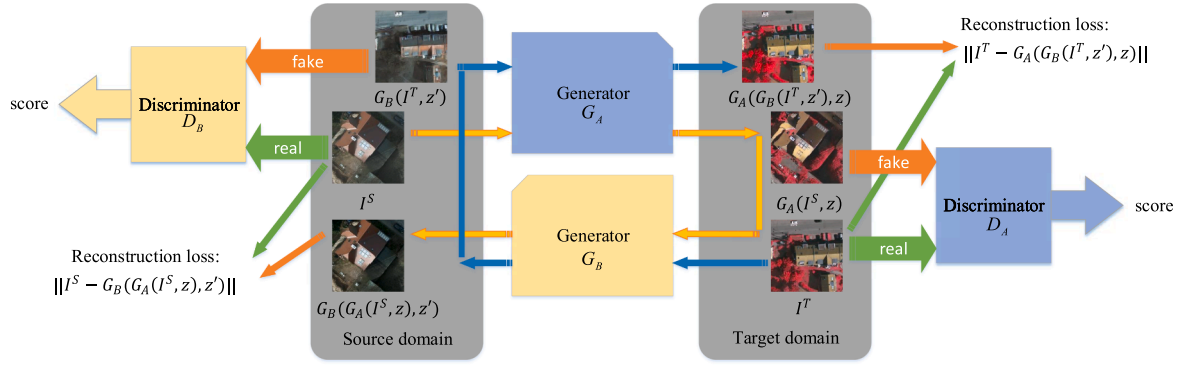 score
Discriminator
D_B
fake
real
Reconstruction loss:
‖I^S − G_B(G_A(I^S, z), z′)‖
G_B(I^T, z′)
I^S
G_B(G_A(I^S, z), z′)
Source domain
Generator
G_A
Generator
G_B
G_A(G_B(I^T, z′), z)
G_A(I^S, z)
I^T
Target domain
Reconstruction loss:
‖I^T − G_A(G_B(I^T, z′), z)‖
fake
real
Discriminator
D_A
score